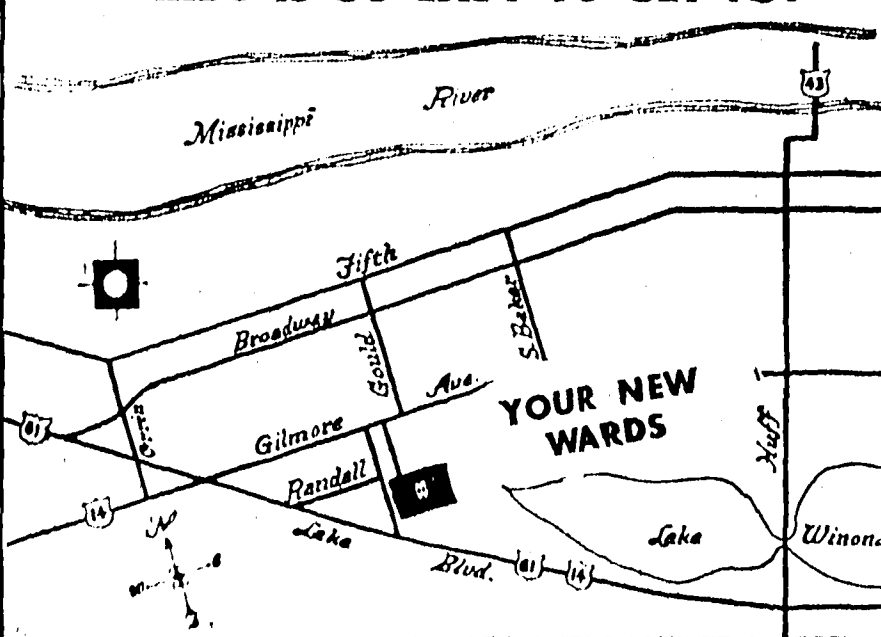 Mississippi River
43
Fifth
Broadway
Gould
S. Baker
Ave.
YOUR NEW
WARDS
Huff
61
Gilmore
Randall
14
Lake Winona
Lake
Blvd.
61
14
N